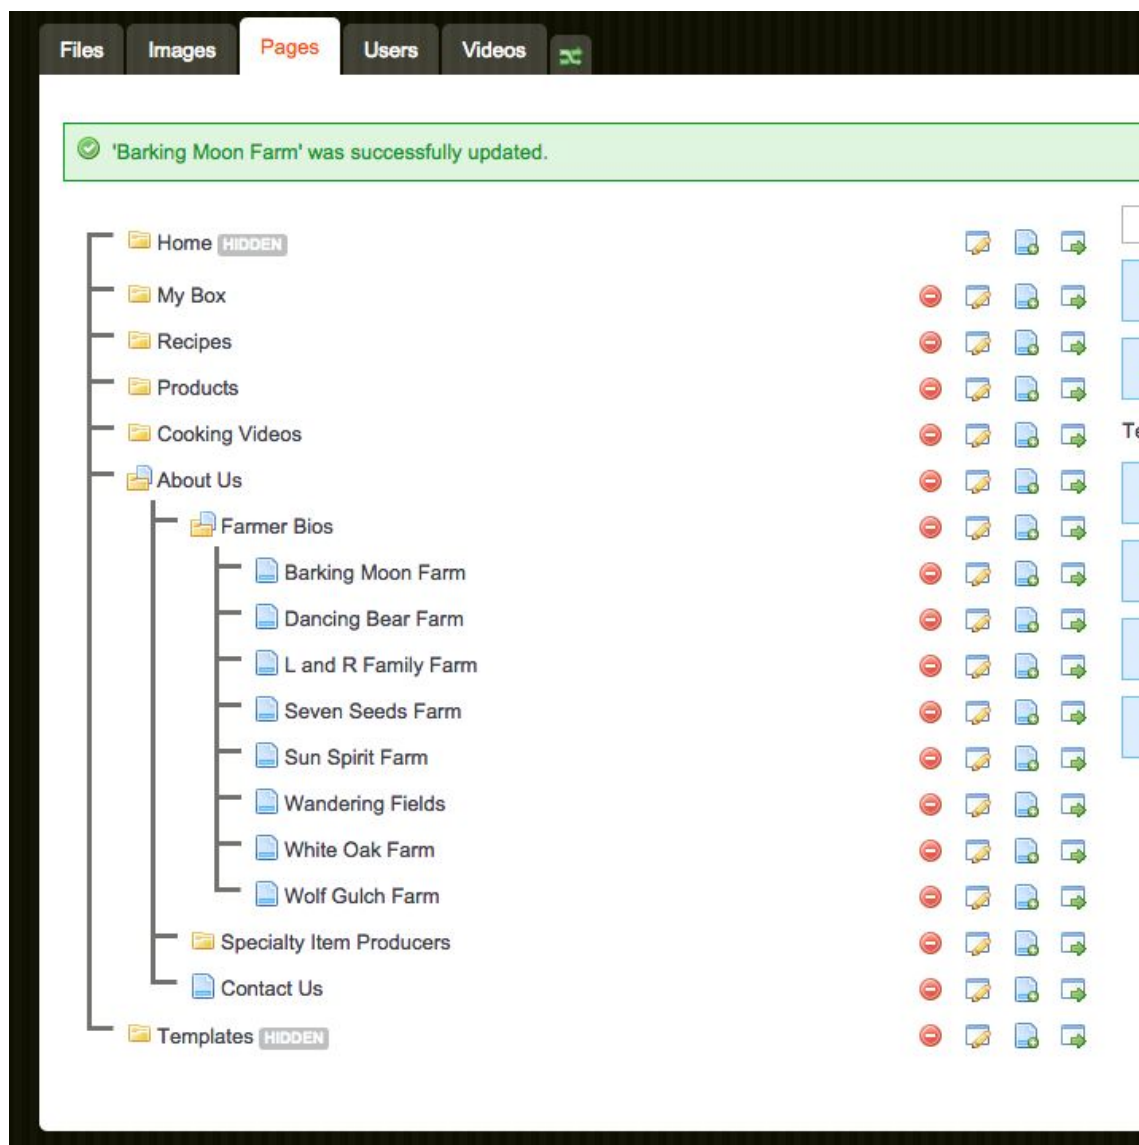 Files Images Pages Users Videos
'Barking Moon Farm' was successfully updated.
Home HIDDEN
My Box
Recipes
Products
Cooking Videos
About Us
Farmer Bios
Barking Moon Farm
Dancing Bear Farm
L and R Family Farm
Seven Seeds Farm
Sun Spirit Farm
Wandering Fields
White Oak Farm
Wolf Gulch Farm
Specialty Item Producers
Contact Us
Templates HIDDEN